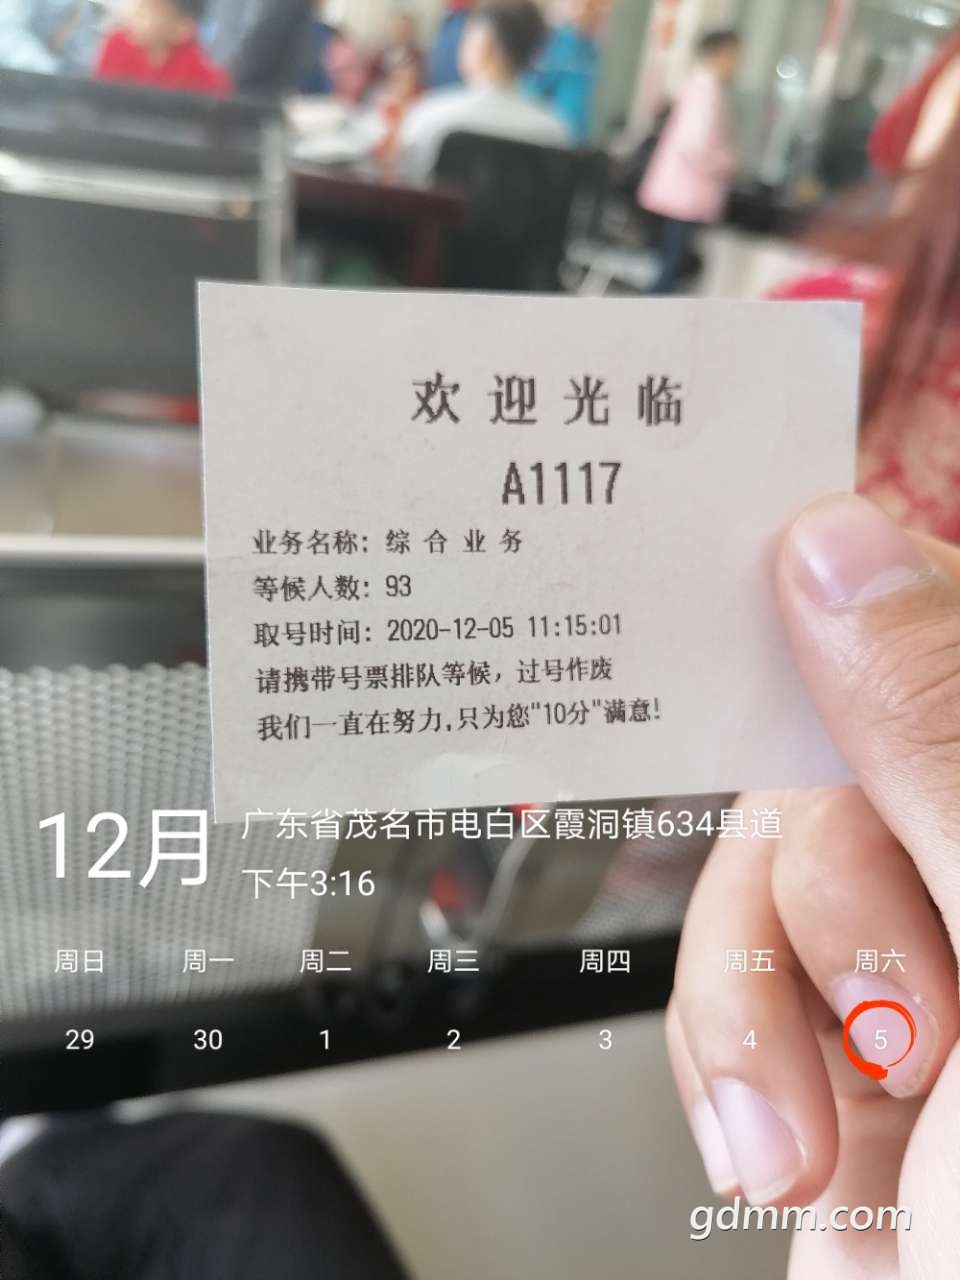 欢迎光临
A1117
业务名称：综合业务
等候人数：93
取号时间：2020-12-05 11:15:01
请携带号票排队等候，过号作废
我们一直在努力,只为您"10分"满意！
12月
广东省茂名市电白区霞洞镇634县道
下午3:16
周日 周一 周二 周三 周四 周五 周六
29 30 1 2 3 4 5
gdmm.com